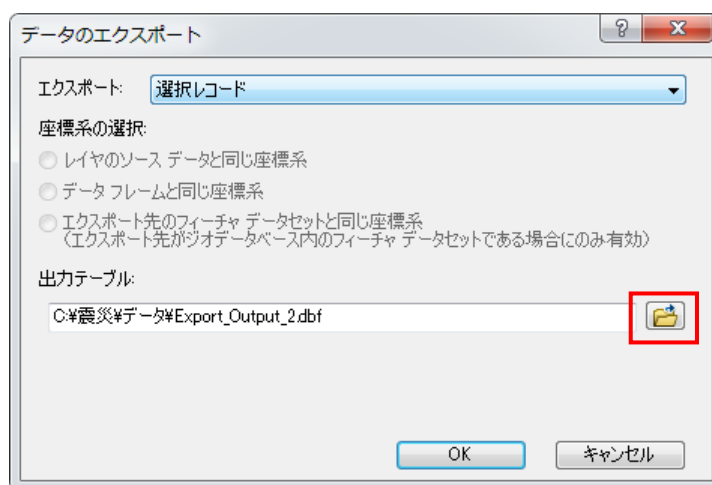 データのエクスポート
エクスポート: 選択レコード
座標系の選択:
レイヤのソース データと同じ座標系
データ フレームと同じ座標系
エクスポート先のフィーチャ データセットと同じ座標系
(エクスポート先がジオデータベース内のフィーチャ データセットである場合にのみ有効)
出力テーブル:
C:¥震災¥データ¥Export_Output_2.dbf
OK キャンセル